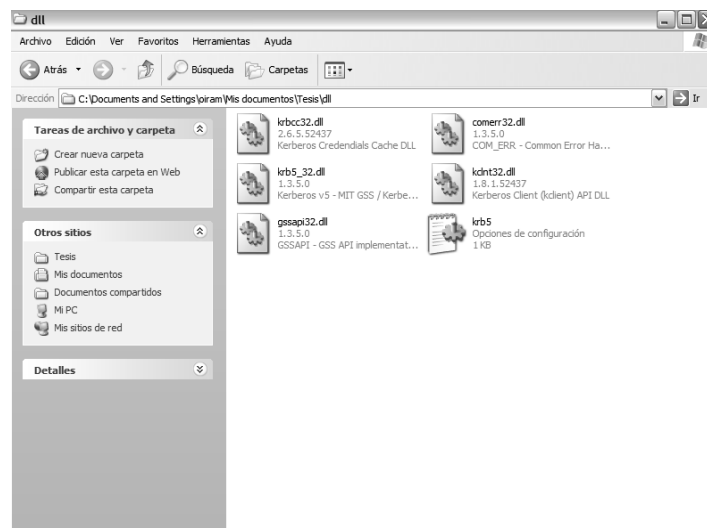 dll
Archivo Edición Ver Favoritos Herramientas Ayuda
Atrás Búsqueda Carpetas
Dirección C:\Documents and Settings\piram\Mis documentos\Tesis\dll Ir
Tareas de archivo y carpeta
Crear nueva carpeta
Publicar esta carpeta en Web
Compartir esta carpeta
Otros sitios
Tesis
Mis documentos
Documentos compartidos
Mi PC
Mis sitios de red
Detalles
krbcc32.dll
2.6.5.52437
Kerberos Credendials Cache DLL
comerr32.dll
1.3.5.0
COM_ERR - Common Error Ha...
krb5_32.dll
1.3.5.0
Kerberos v5 - MIT GSS / Kerbe...
kclnt32.dll
1.8.1.52437
Kerberos Client (kclient) API DLL
gssapi32.dll
1.3.5.0
GSSAPI - GSS API implementat...
krb5
Opciones de configuración
1 KB